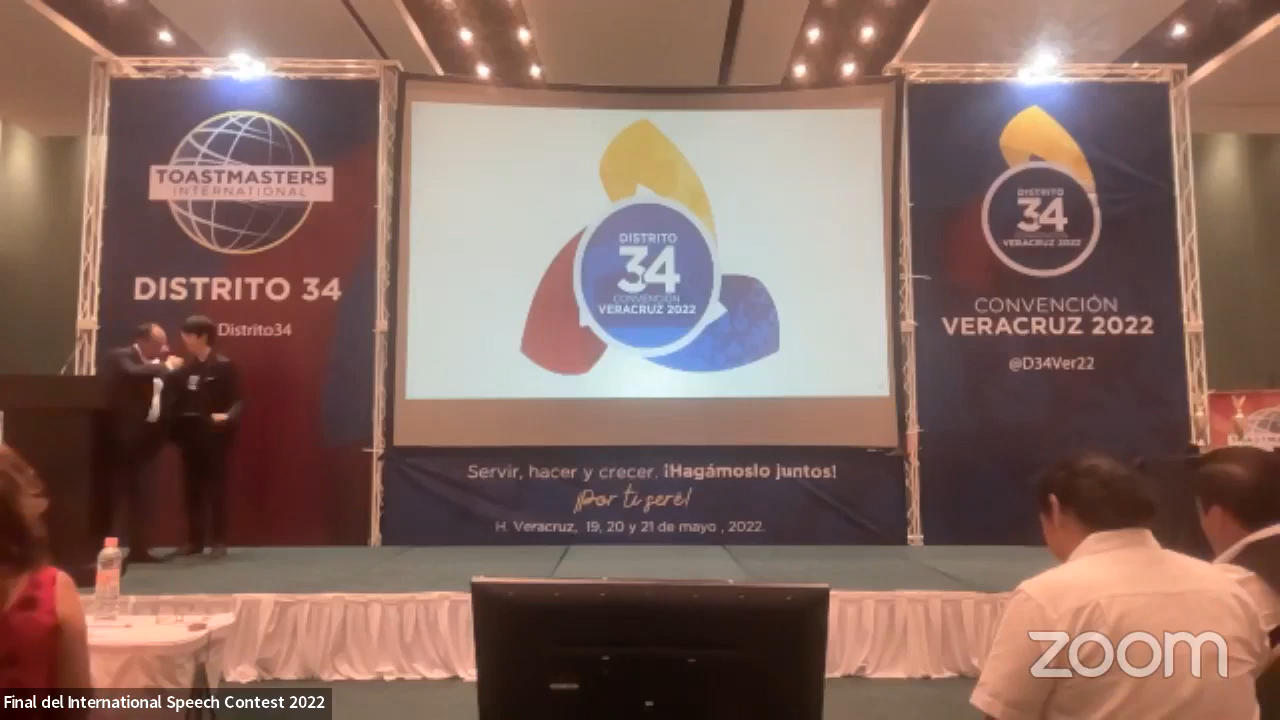 TOASTMASTERS
INTERNATIONAL
DISTRITO 34
Distrito34
DISTRITO
34
CONVENCIÓN
VERACRUZ 2022
Servir, hacer y crecer. ¡Hagámoslo juntos!
¡Por ti seré!
H. Veracruz, 19, 20 y 21 de mayo , 2022.
DISTRITO
34
VERACRUZ 2022
CONVENCIÓN
VERACRUZ 2022
@D34Ver22
zoom
Final del International Speech Contest 2022